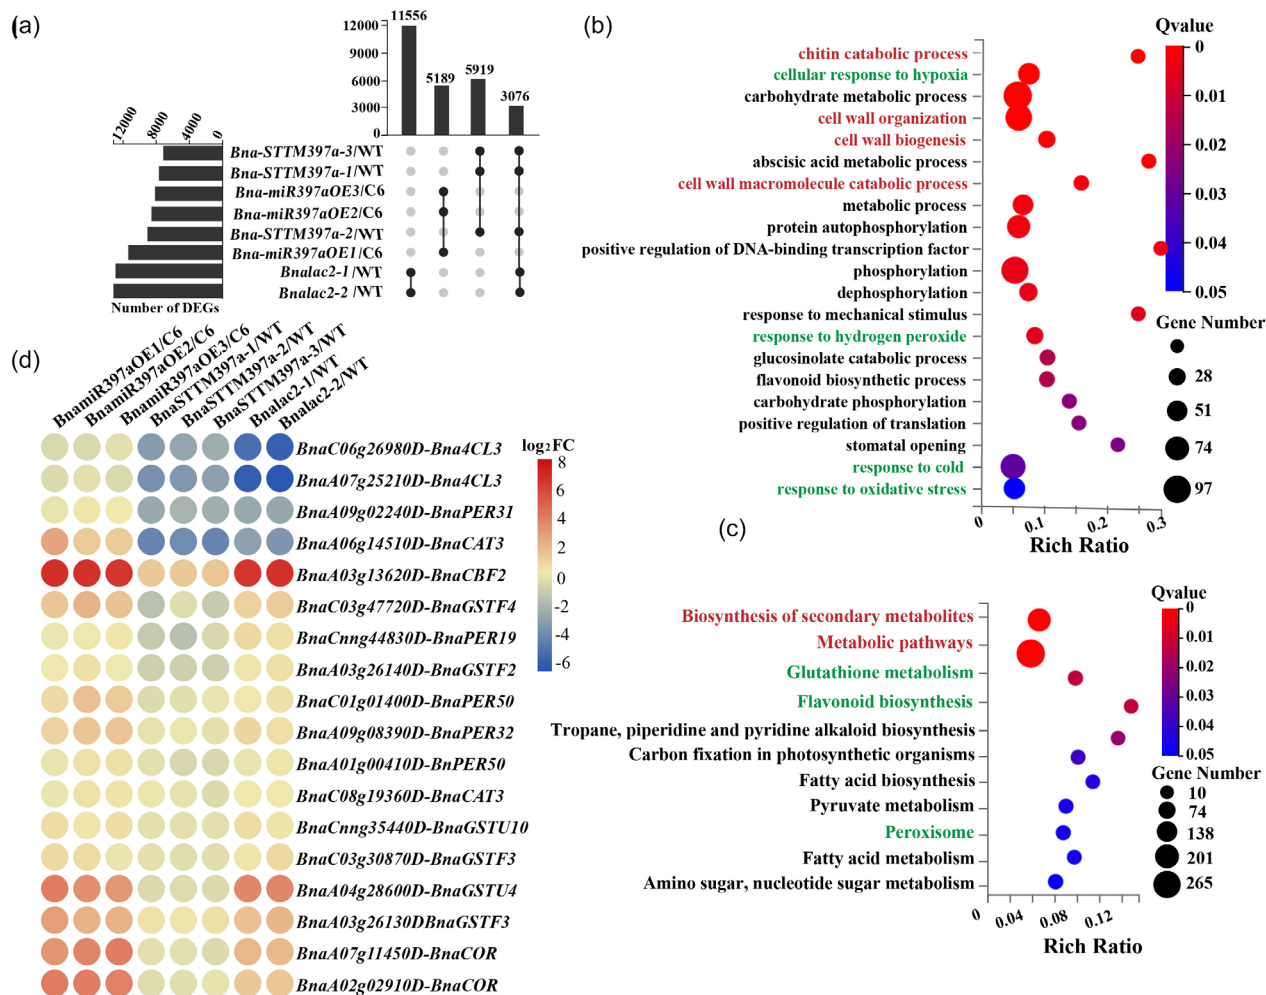 (a)
11556
12000
9000
6000
3000
0
5189
5919
3076
12000
8000
4000
0
Bna-STTM397a-3/WT
Bna-STTM397a-1/WT
Bna-miR397aOE3/C6
Bna-miR397aOE2/C6
Bna-STTM397a-2/WT
Bna-miR397aOE1/C6
Bnalac2-1/WT
Bnalac2-2 /WT
Number of DEGs
(b)
chitin catabolic process
cellular response to hypoxia
carbohydrate metabolic process
cell wall organization
cell wall biogenesis
abscisic acid metabolic process
cell wall macromolecule catabolic process
metabolic process
protein autophosphorylation
positive regulation of DNA-binding transcription factor
phosphorylation
dephosphorylation
response to mechanical stimulus
response to hydrogen peroxide
glucosinolate catabolic process
flavonoid biosynthetic process
carbohydrate phosphorylation
positive regulation of translation
stomatal opening
response to cold
response to oxidative stress
0
0.1
0.2
0.3
Rich Ratio
Qvalue
0
0.01
0.02
0.03
0.04
0.05
Gene Number
28
51
74
97
(c)
Biosynthesis of secondary metabolites
Metabolic pathways
Glutathione metabolism
Flavonoid biosynthesis
Tropane, piperidine and pyridine alkaloid biosynthesis
Carbon fixation in photosynthetic organisms
Fatty acid biosynthesis
Pyruvate metabolism
Peroxisome
Fatty acid metabolism
Amino sugar, nucleotide sugar metabolism
0
0.04
0.08
0.12
Rich Ratio
Qvalue
0
0.01
0.02
0.03
0.04
0.05
Gene Number
10
74
138
201
265
(d)
BnamiR397aOE1/C6
BnamiR397aOE2/C6
BnamiR397aOE3/C6
BnaSTTM397a-1/WT
BnaSTTM397a-2/WT
BnaSTTM397a-3/WT
Bnalac2-1/WT
Bnalac2-2/WT
BnaC06g26980D-Bna4CL3
BnaA07g25210D-Bna4CL3
BnaA09g02240D-BnaPER31
BnaA06g14510D-BnaCAT3
BnaA03g13620D-BnaCBF2
BnaC03g47720D-BnaGSTF4
BnaCnng44830D-BnaPER19
BnaA03g26140D-BnaGSTF2
BnaC01g01400D-BnaPER50
BnaA09g08390D-BnaPER32
BnaA01g00410D-BnPER50
BnaC08g19360D-BnaCAT3
BnaCnng35440D-BnaGSTU10
BnaC03g30870D-BnaGSTF3
BnaA04g28600D-BnaGSTU4
BnaA03g26130DBnaGSTF3
BnaA07g11450D-BnaCOR
BnaA02g02910D-BnaCOR
log2FC
8
6
4
2
0
-2
-4
-6